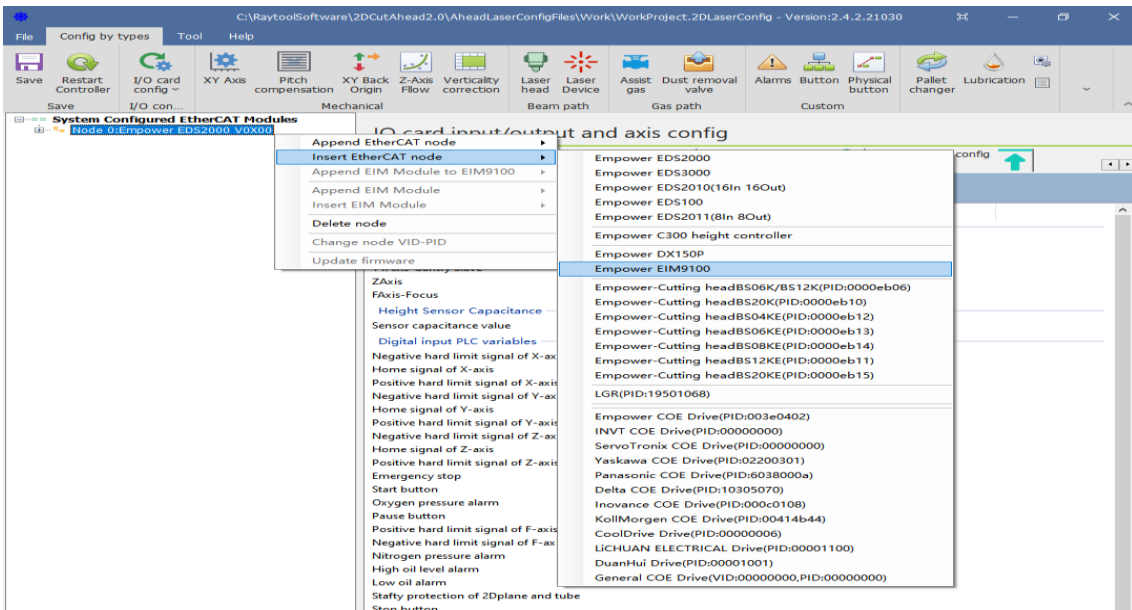 C:\RaytoolSoftware\2DCutAhead2.0\AheadLaserConfigFiles\Work\WorkProject.2DLaserConfig - Version:2.4.2.21030
File Config by types Tool Help
Save Restart Controller I/O card config XY Axis Pitch compensation XY Back Origin Z-Axis Fllow Verticality correction Laser head Laser Device Assist gas Dust removal valve Alarms Button Physical button Pallet changer Lubrication
Save I/O con... Mechanical Beam path Gas path Custom
System Configured EtherCAT Modules
Node 0:Empower EDS2000 V0X00
IO card input/output and axis config
config
Append EtherCAT node
Insert EtherCAT node
Append EIM Module to EIM9100
Append EIM Module
Insert EIM Module
Delete node
Change node VID-PID
Update firmware
Empower EDS2000
Empower EDS3000
Empower EDS2010(16In 16Out)
Empower EDS100
Empower EDS2011(8In 8Out)
Empower C300 height controller
Empower DX150P
Empower EIM9100
Empower-Cutting headBS06K/BS12K(PID:0000eb06)
Empower-Cutting headBS20K(PID:0000eb10)
Empower-Cutting headBS04KE(PID:0000eb12)
Empower-Cutting headBS06KE(PID:0000eb13)
Empower-Cutting headBS08KE(PID:0000eb14)
Empower-Cutting headBS12KE(PID:0000eb11)
Empower-Cutting headBS20KE(PID:0000eb15)
LGR(PID:19501068)
Empower COE Drive(PID:003e0402)
INVT COE Drive(PID:00000000)
ServoTronix COE Drive(PID:00000000)
Yaskawa COE Drive(PID:02200301)
Panasonic COE Drive(PID:6038000a)
Delta COE Drive(PID:10305070)
Inovance COE Drive(PID:000c0108)
KollMorgen COE Drive(PID:00414b44)
CoolDrive Drive(PID:00000006)
LiCHUAN ELECTRICAL Drive(PID:00001100)
DuanHui Drive(PID:00001001)
General COE Drive(VID:00000000,PID:00000000)
ZAxis
FAxis-Focus
Height Sensor Capacitance
Sensor capacitance value
Digital input PLC variables
Negative hard limit signal of X-ax
Home signal of X-axis
Positive hard limit signal of X-axis
Negative hard limit signal of Y-ax
Home signal of Y-axis
Positive hard limit signal of Y-axis
Negative hard limit signal of Z-ax
Home signal of Z-axis
Positive hard limit signal of Z-axis
Emergency stop
Start button
Oxygen pressure alarm
Pause button
Positive hard limit signal of F-axis
Negative hard limit signal of F-ax
Nitrogen pressure alarm
High oil level alarm
Low oil alarm
Stafty protection of 2Dplane and tube
Stop button